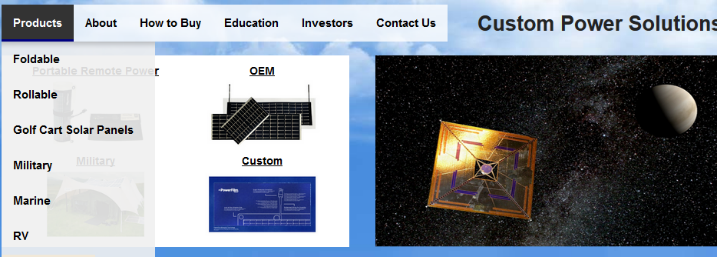 Products About How to Buy Education Investors Contact Us
Custom Power Solutions
Foldable
Portable Remote Power
OEM
Rollable
Golf Cart Solar Panels
Military
Military
Custom
PowerFilm
Marine
RV